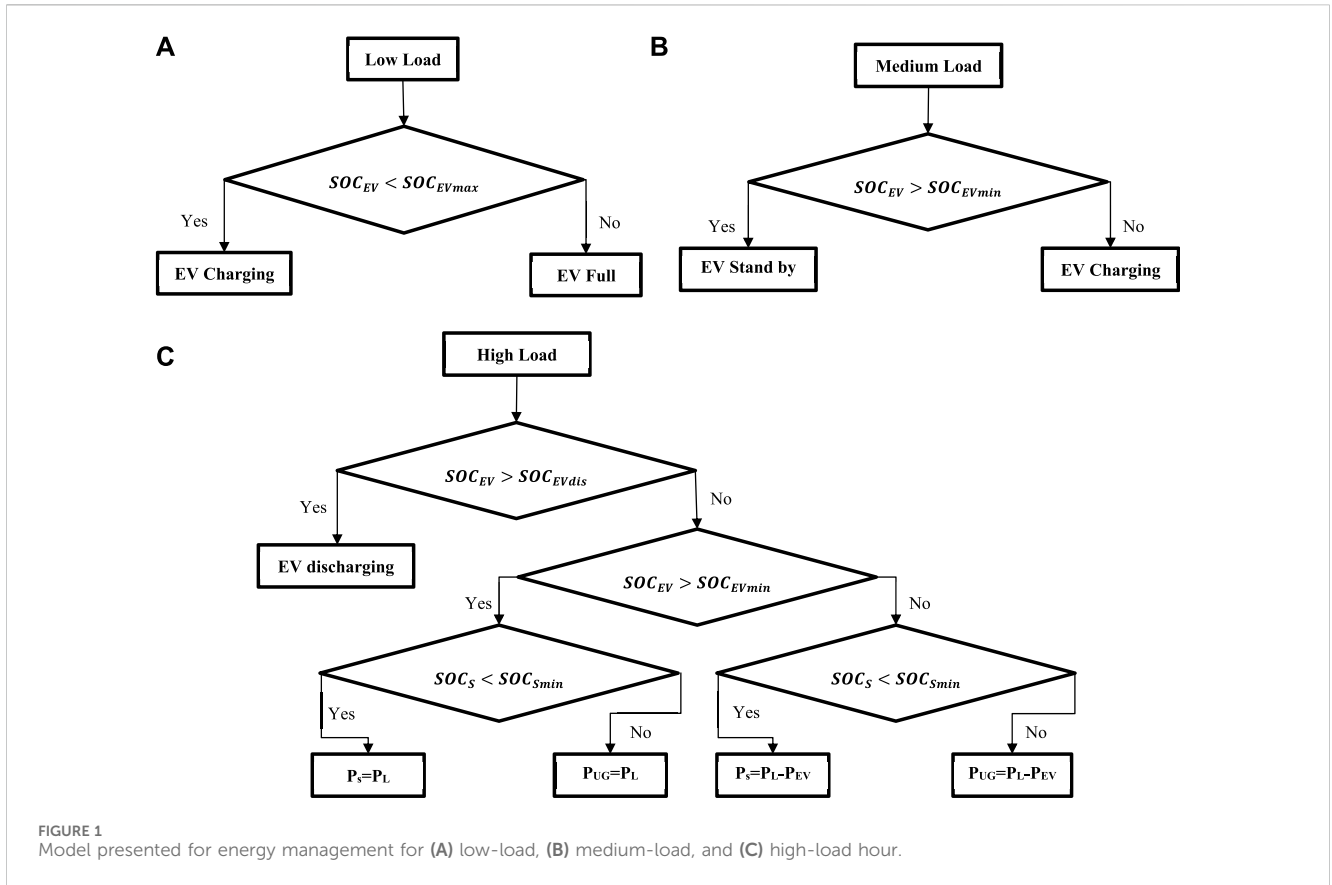 A
Low Load
SOC_EV < SOC_EVmax
Yes
No
EV Charging
EV Full
B
Medium Load
SOC_EV > SOC_EVmin
Yes
No
EV Stand by
EV Charging
C
High Load
SOC_EV > SOC_EVdis
Yes
No
EV discharging
SOC_EV > SOC_EVmin
Yes
No
SOC_S < SOC_Smin
SOC_S < SOC_Smin
Yes
No
Yes
No
P_s=P_L
P_UG=P_L
P_s=P_L-P_EV
P_UG=P_L-P_EV
FIGURE 1
Model presented for energy management for (A) low-load, (B) medium-load, and (C) high-load hour.